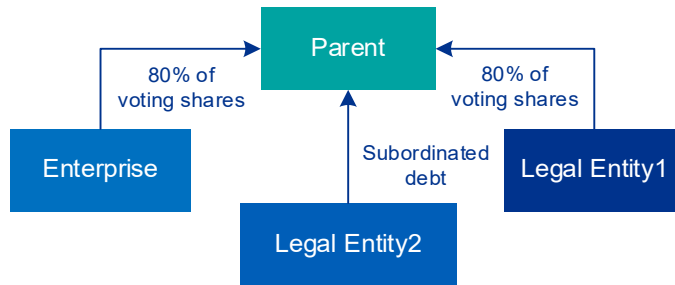 Parent
80% of
voting shares
80% of
voting shares
Enterprise
Subordinated
debt
Legal Entity1
Legal Entity2